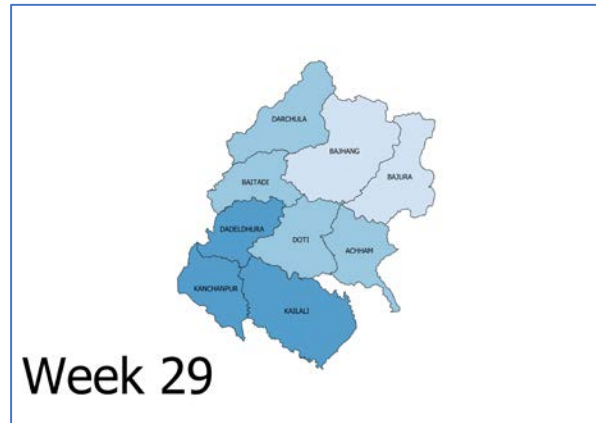 DARCHULA
BAJHANG
BAJURA
BAITADI
DADELDHURA
DOTI
ACHHAM
KANCHANPUR
KAILALI
Week 29